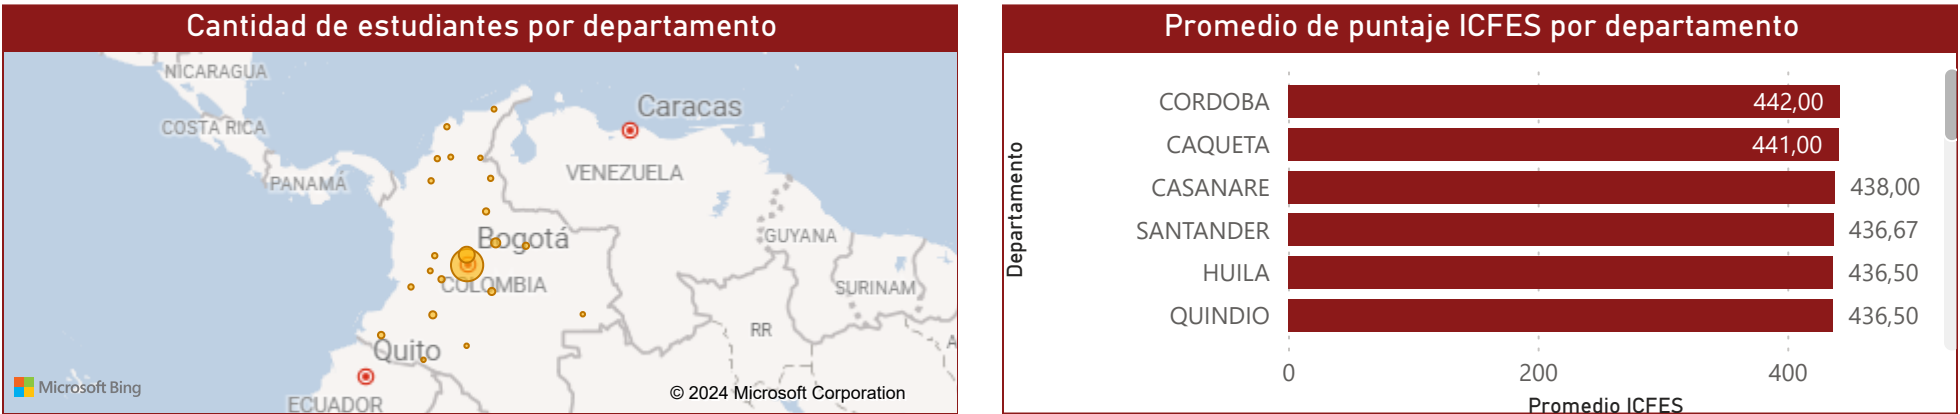 Cantidad de estudiantes por departamento
NICARAGUA
Caracas
COSTA RICA
VENEZUELA
PANAMÁ
Bogotá
GUYANA
COLOMBIA
SURINAM
RR
Quito
A
Microsoft Bing
© 2024 Microsoft Corporation
ECUADOR
Promedio de puntaje ICFES por departamento
Departamento
CORDOBA 442,00
CAQUETA 441,00
CASANARE 438,00
SANTANDER 436,67
HUILA 436,50
QUINDIO 436,50
0 200 400
Promedio ICFES